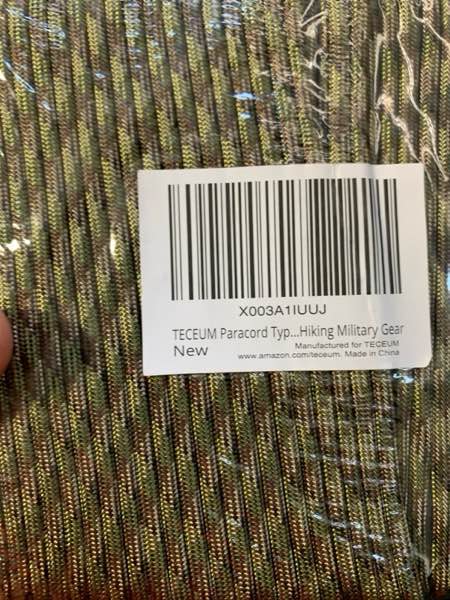 X003A1IUUJ
TECEUM Paracord Typ...Hiking Military Gear
New
Manufactured for TECEUM
www.amazon.com/teceum. Made in China